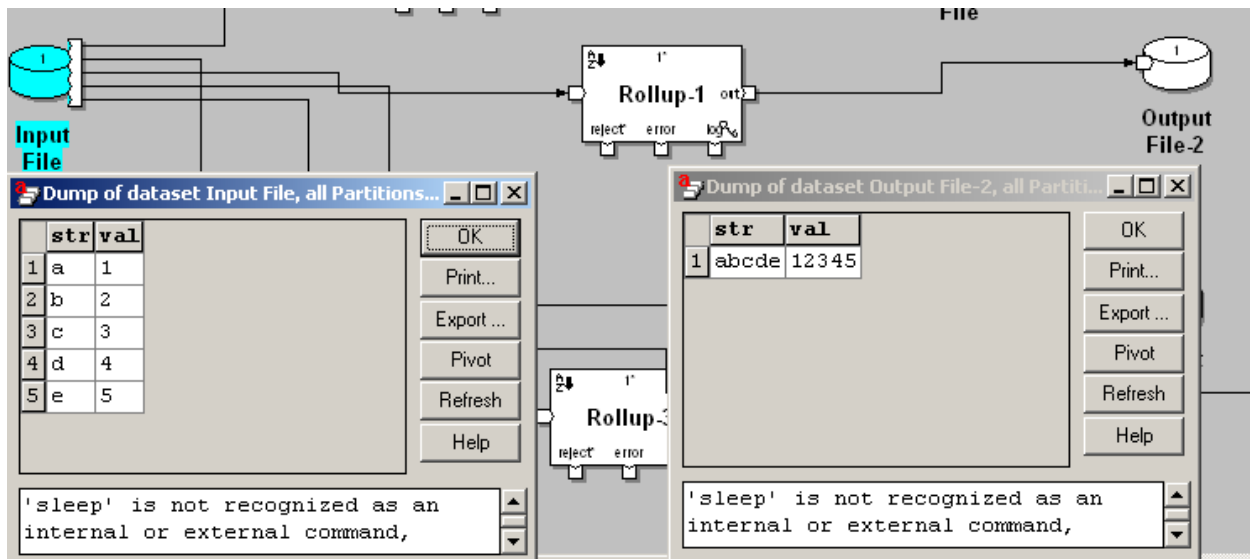 File
1
Input
File
A
Z
1*
Rollup-1
out
reject*
error
log
1
Output
File-2
Dump of dataset Input File, all Partitions...
str val
1 a 1
2 b 2
3 c 3
4 d 4
5 e 5
OK
Print...
Export ...
Pivot
Refresh
Help
'sleep' is not recognized as an
internal or external command,
A
Z
1*
Rollup-3
reject*
error
Dump of dataset Output File-2, all Partiti...
str val
1 abcde 12345
OK
Print...
Export ...
Pivot
Refresh
Help
'sleep' is not recognized as an
internal or external command,